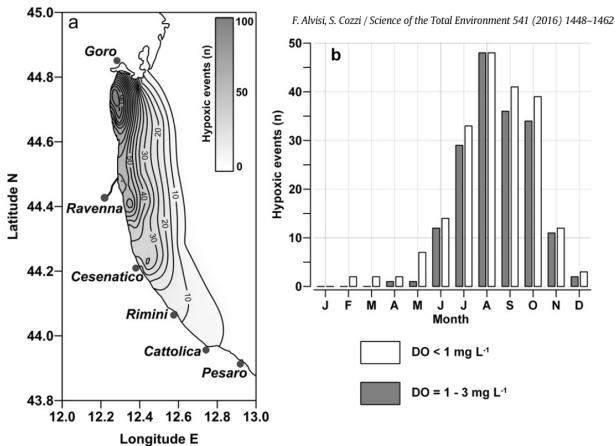 F. Alvisi, S. Cozzi / Science of the Total Environment 541 (2016) 1448–1462
a
45.0
44.8
44.6
44.4
44.2
44.0
43.8
Latitude N
12.0 12.2 12.4 12.6 12.8 13.0
Longitude E
Goro
Ravenna
Cesenatico
Rimini
Cattolica
Pesaro
20
30
10
50
40
20
10
30
10
Hypoxic events (n)
100
50
0
b
50
40
30
20
10
0
Hypoxic events (n)
J F M A M J J A S O N D
Month
DO < 1 mg L⁻¹
DO = 1 - 3 mg L⁻¹